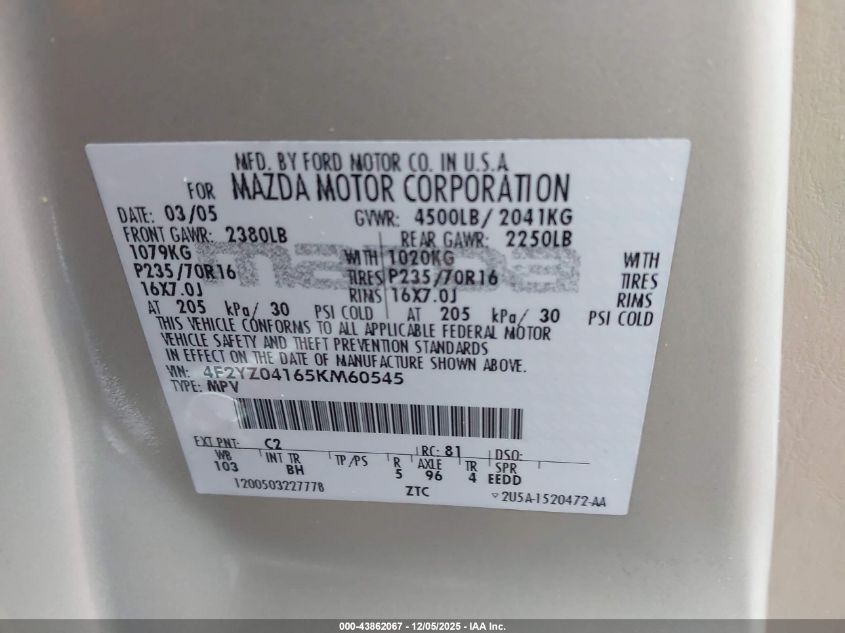 MFD. BY FORD MOTOR CO. IN U.S.A.
FOR MAZDA MOTOR CORPORATION
DATE: 03/05 GVWR: 4500LB/ 2041KG
FRONT GAWR: 2380LB REAR GAWR: 2250LB
1079KG WITH 1020KG WITH
P235/70R16 TIRES P235/70R16 TIRES
16X7.0J RIMS 16X7.0J RIMS
AT 205 kPa/ 30 PSI COLD AT 205 kPa/ 30 PSI COLD
THIS VEHICLE CONFORMS TO ALL APPLICABLE FEDERAL MOTOR
VEHICLE SAFETY AND THEFT PREVENTION STANDARDS
IN EFFECT ON THE DATE OF MANUFACTURE SHOWN ABOVE.
VIN: 4F2YZ04165KM60545
TYPE: MPV
EXT PNT: C2 RC: 81 DSO:
WB INT TR TP/PS R AXLE TR SPR
103 BH 5 96 4 EEDD
1200503227778 ZTC 2U5A-1520472-AA
000-43862067 - 12/05/2025 - IAA Inc.